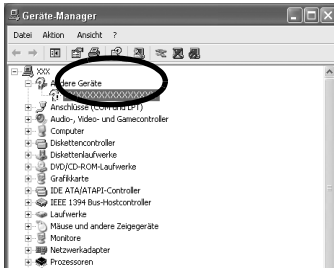 Geräte-Manager
Datei Aktion Ansicht ?
XXX
Andere Geräte
XXXXXXXXXXXXXXX
Anschlüsse (COM und LPT)
Audio-, Video- und Gamecontroller
Computer
Diskettencontroller
Diskettenlaufwerke
DVD/CD-ROM-Laufwerke
Grafikkarte
IDE ATA/ATAPI-Controller
IEEE 1394 Bus-Hostcontroller
Laufwerke
Mäuse und andere Zeigegeräte
Monitore
Netzwerkadapter
Prozessoren